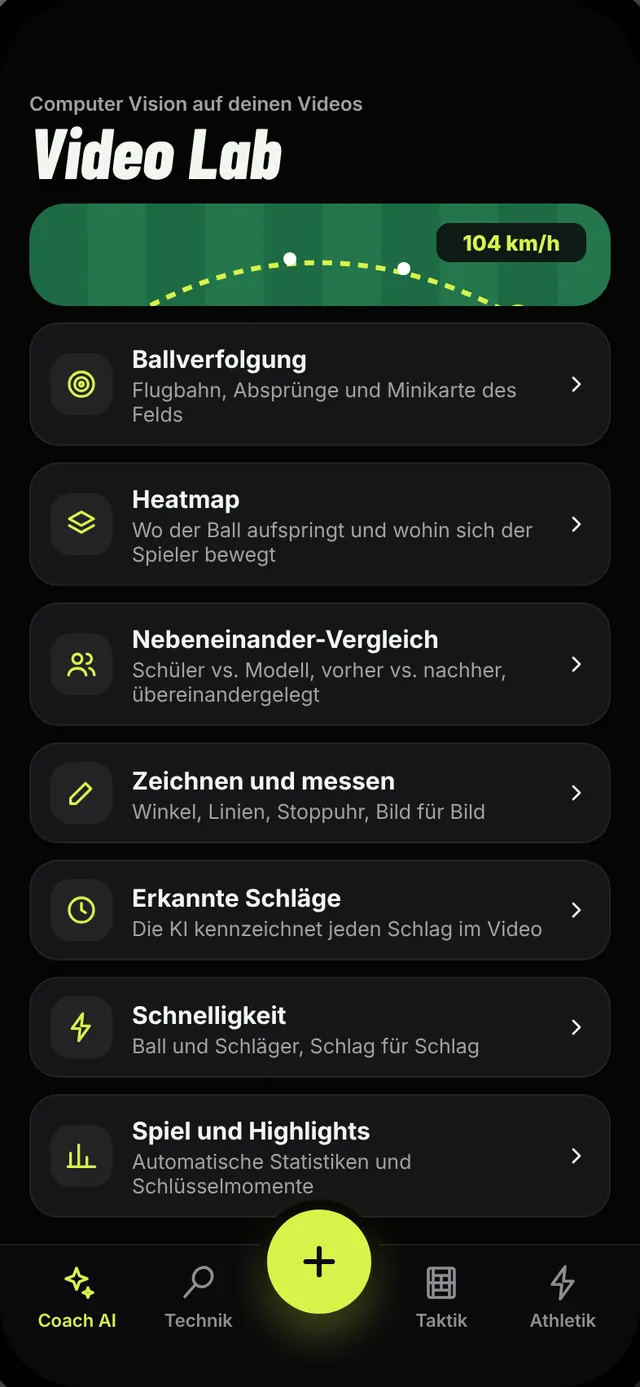 Computer Vision auf deinen Videos
Video Lab
104 km/h
Ballverfolgung
Flugbahn, Absprünge und Minikarte des
Felds
Heatmap
Wo der Ball aufspringt und wohin sich der
Spieler bewegt
Nebeneinander-Vergleich
Schüler vs. Modell, vorher vs. nachher,
übereinandergelegt
Zeichnen und messen
Winkel, Linien, Stoppuhr, Bild für Bild
Erkannte Schläge
Die KI kennzeichnet jeden Schlag im Video
Schnelligkeit
Ball und Schläger, Schlag für Schlag
Spiel und Highlights
Automatische Statistiken und
Schlüsselmomente
Coach AI
Technik
Taktik
Athletik